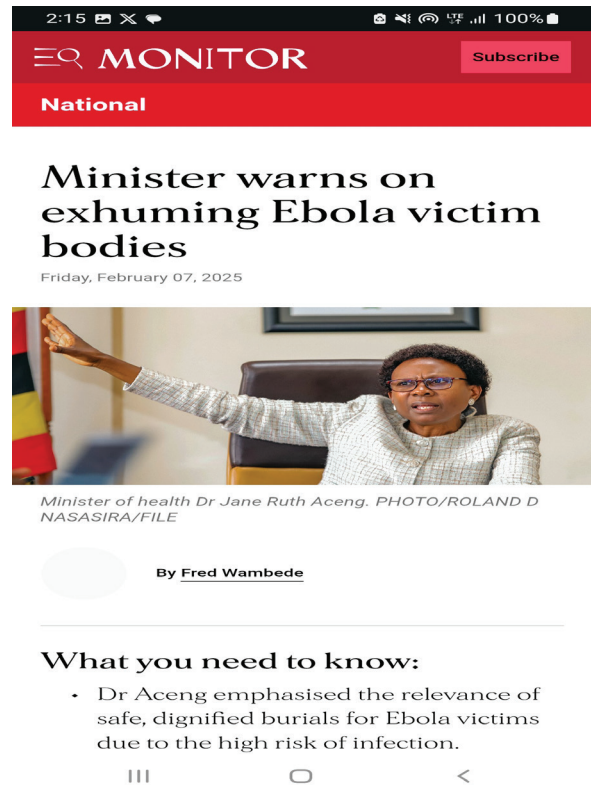 2:15
LTE 100%
MONITOR
Subscribe
National
Minister warns on
exhuming Ebola victim
bodies
Friday, February 07, 2025
Minister of health Dr Jane Ruth Aceng. PHOTO/ROLAND D
NASASIRA/FILE
By Fred Wambede
What you need to know:
• Dr Aceng emphasised the relevance of
safe, dignified burials for Ebola victims
due to the high risk of infection.